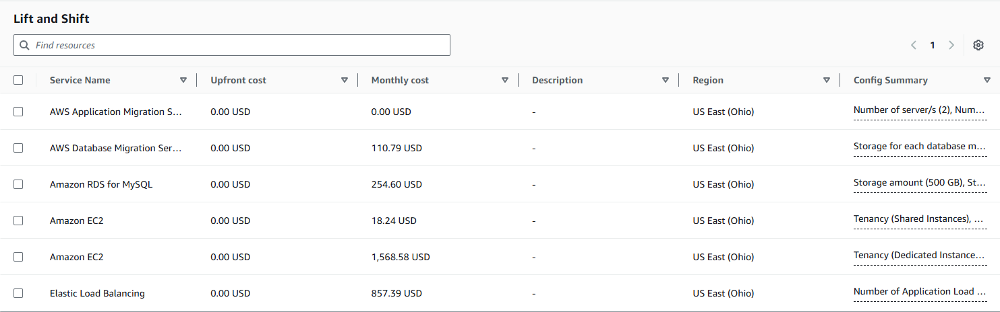 Lift and Shift
Find resources
1
Service Name Upfront cost Monthly cost Description Region Config Summary
AWS Application Migration S... 0.00 USD 0.00 USD - US East (Ohio) Number of server/s (2), Num...
AWS Database Migration Ser... 0.00 USD 110.79 USD - US East (Ohio) Storage for each database m...
Amazon RDS for MySQL 0.00 USD 254.60 USD - US East (Ohio) Storage amount (500 GB), St...
Amazon EC2 0.00 USD 18.24 USD - US East (Ohio) Tenancy (Shared Instances), ...
Amazon EC2 0.00 USD 1,568.58 USD - US East (Ohio) Tenancy (Dedicated Instance...
Elastic Load Balancing 0.00 USD 857.39 USD - US East (Ohio) Number of Application Load ...